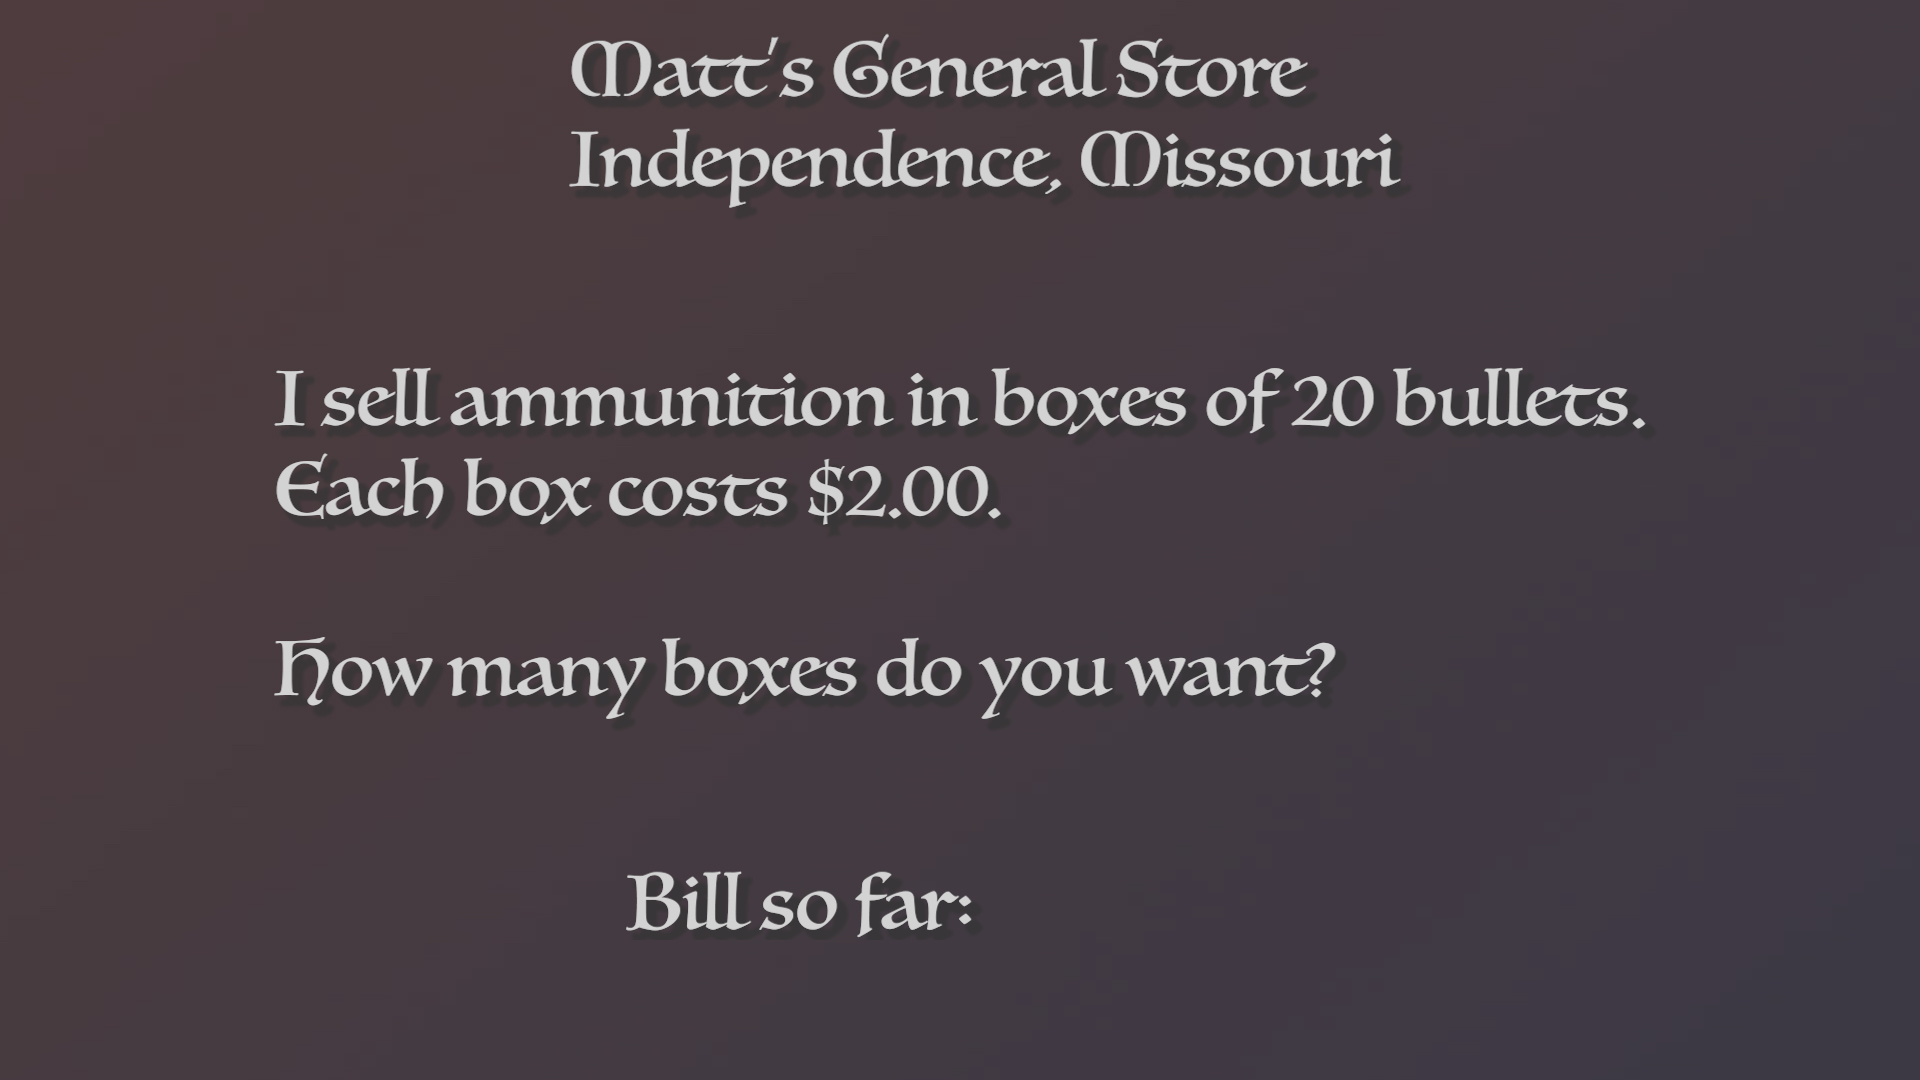 Matt's General Store
Independence, Missouri
I sell ammunition in boxes of 20 bullets.
Each box costs $2.00.
How many boxes do you want?
Bill so far: